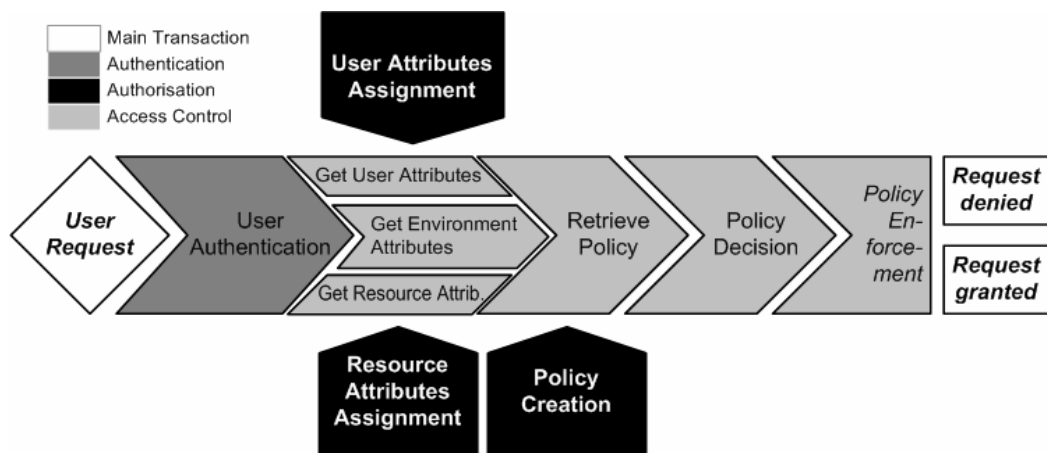 Main Transaction
Authentication
Authorisation
Access Control
User Attributes
Assignment
User
Request
User
Authentication
Get User Attributes
Get Environment
Attributes
Get Resource Attrib.
Retrieve
Policy
Policy
Decision
Policy
En-
force-
ment
Request
denied
Request
granted
Resource
Attributes
Assignment
Policy
Creation